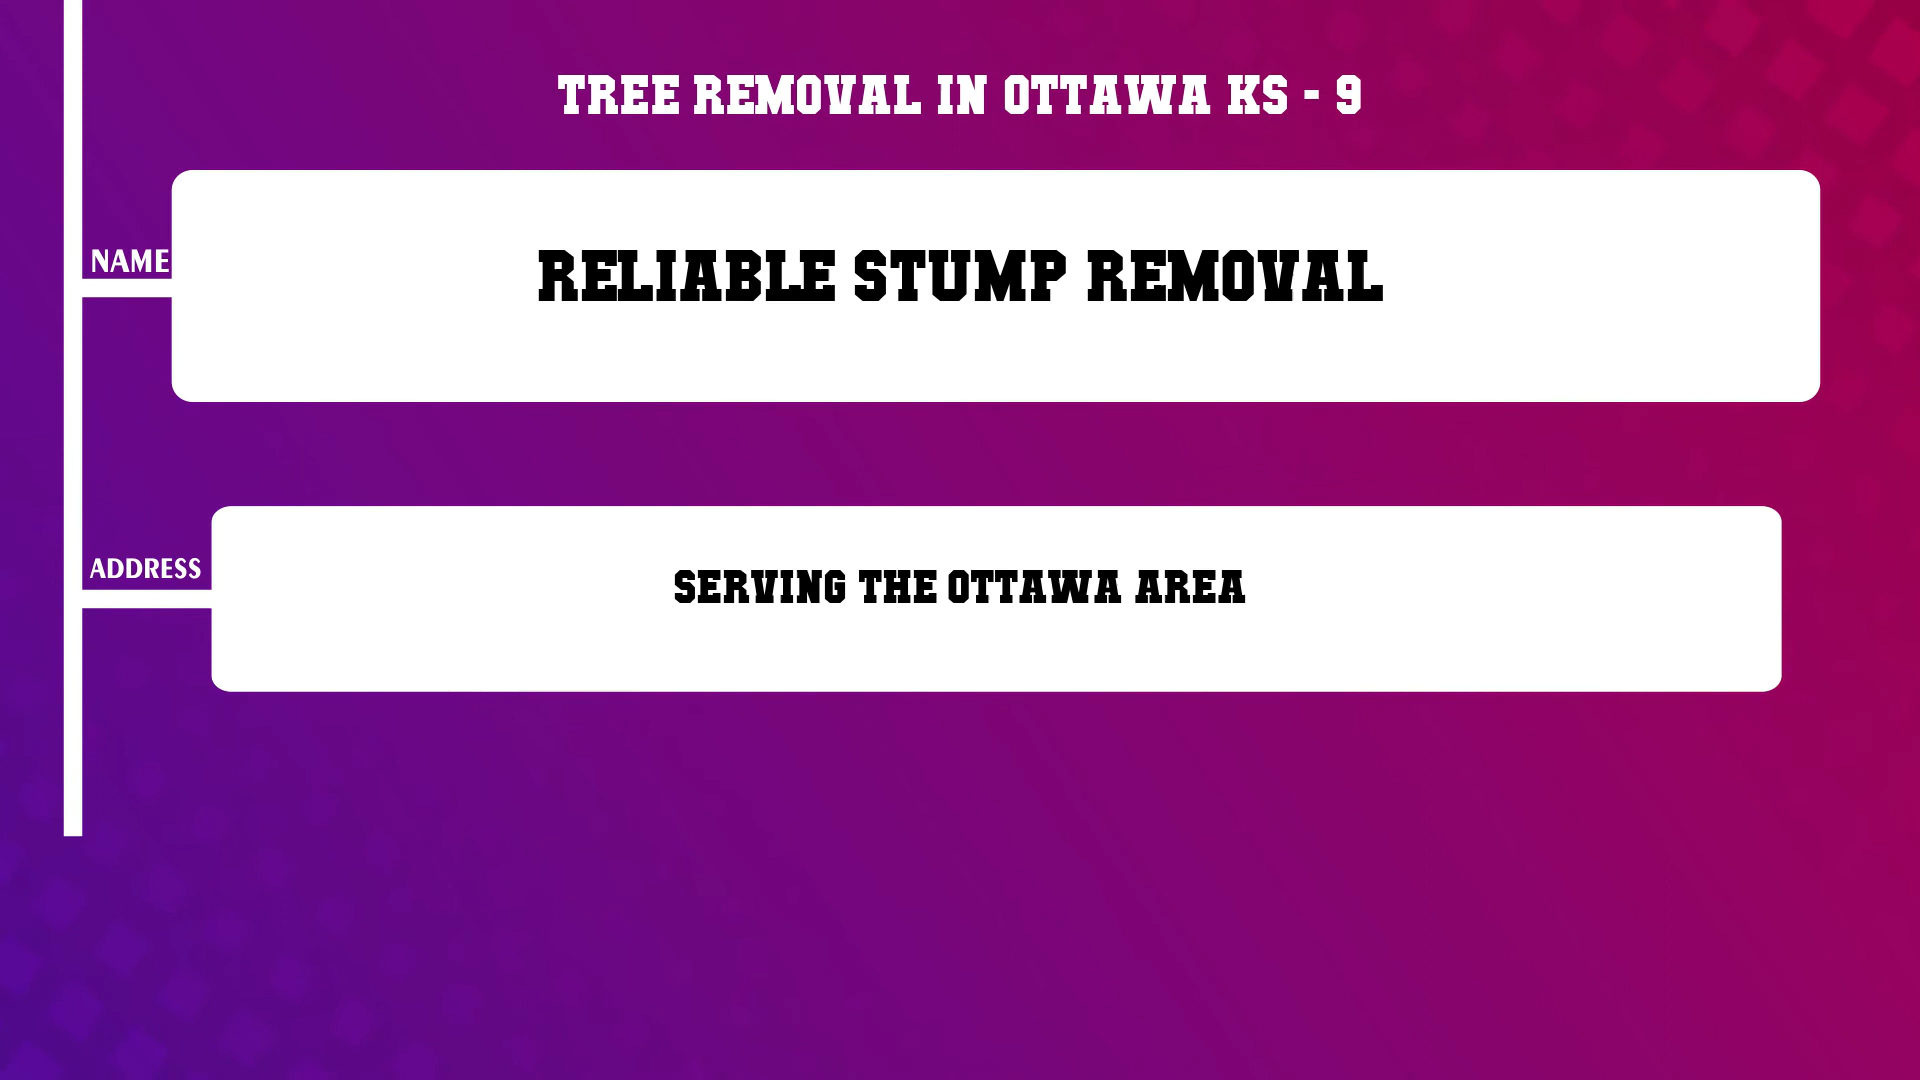 TREE REMOVAL IN OTTAWA KS - 9
NAME
RELIABLE STUMP REMOVAL
ADDRESS
SERVING THE OTTAWA AREA